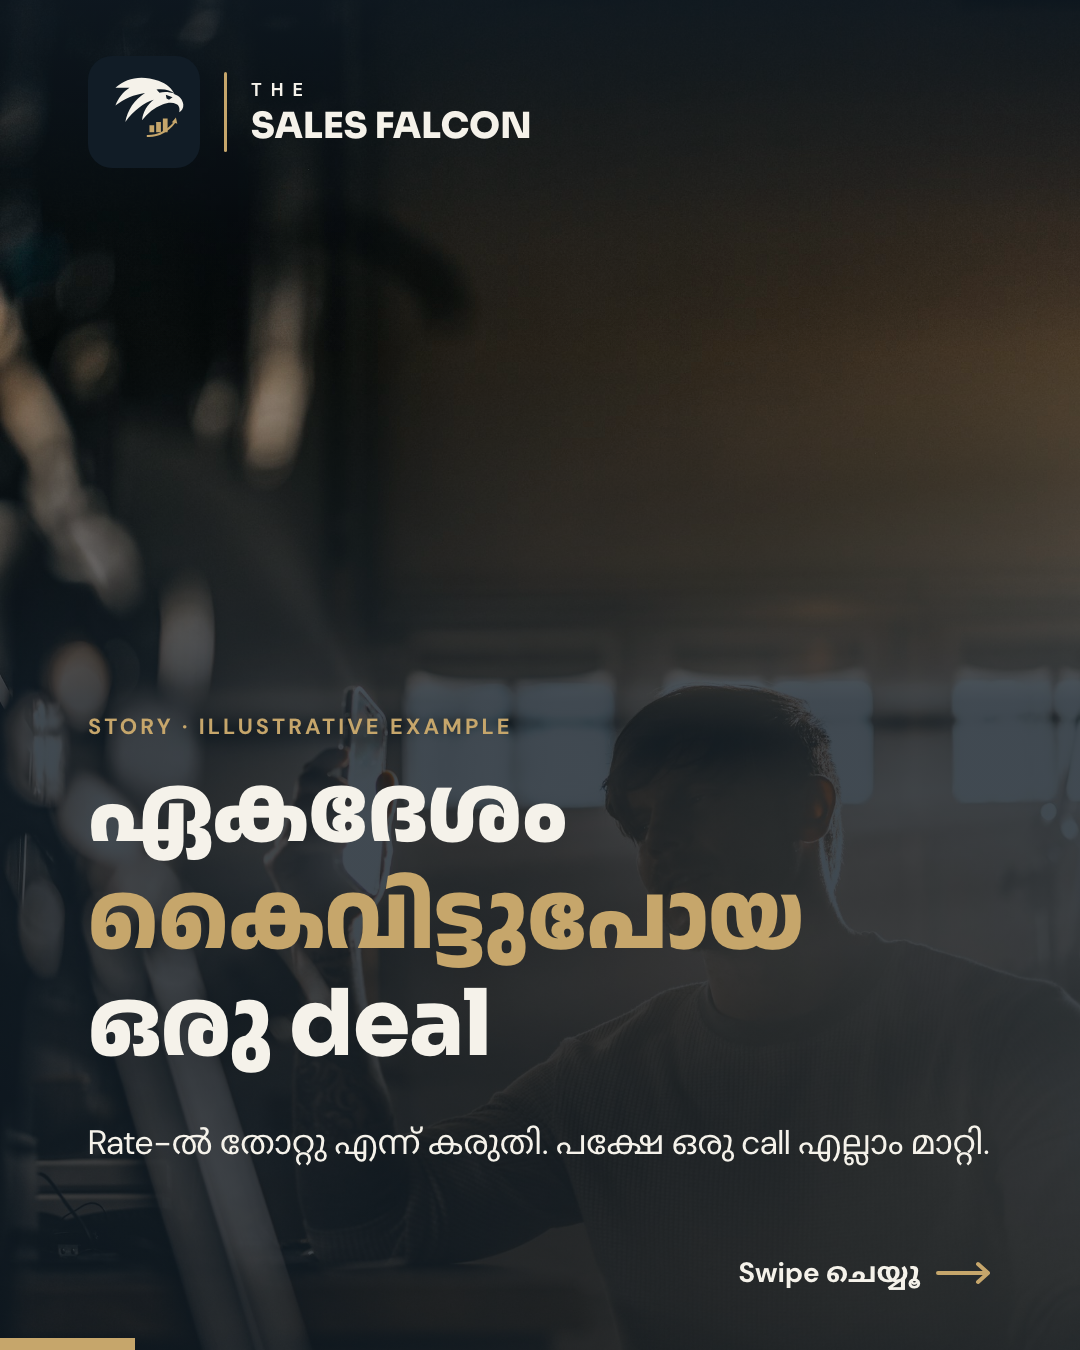 THE
SALES FALCON
STORY · ILLUSTRATIVE EXAMPLE
ഏകദേശം
കൈവിട്ടുപോയ
ഒരു deal
Rate-ൽ തോറ്റു എന്ന് കരുതി. പക്ഷേ ഒരു call എല്ലാം മാറ്റി.
Swipe ചെയ്യൂ